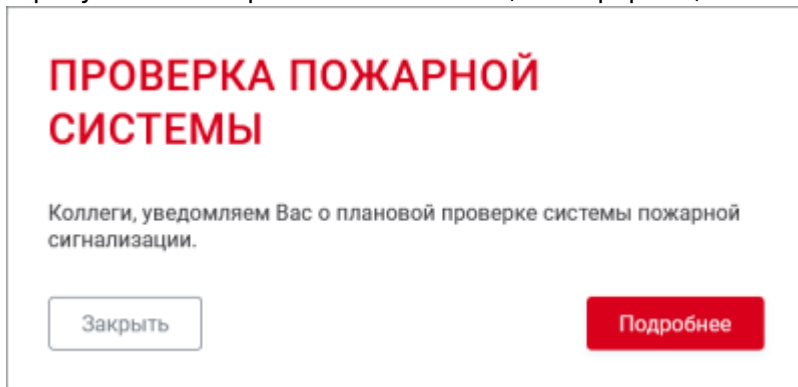 ПРОВЕРКА ПОЖАРНОЙ
СИСТЕМЫ
Коллеги, уведомляем Вас о плановой проверке системы пожарной
сигнализации.
Закрыть
Подробнее